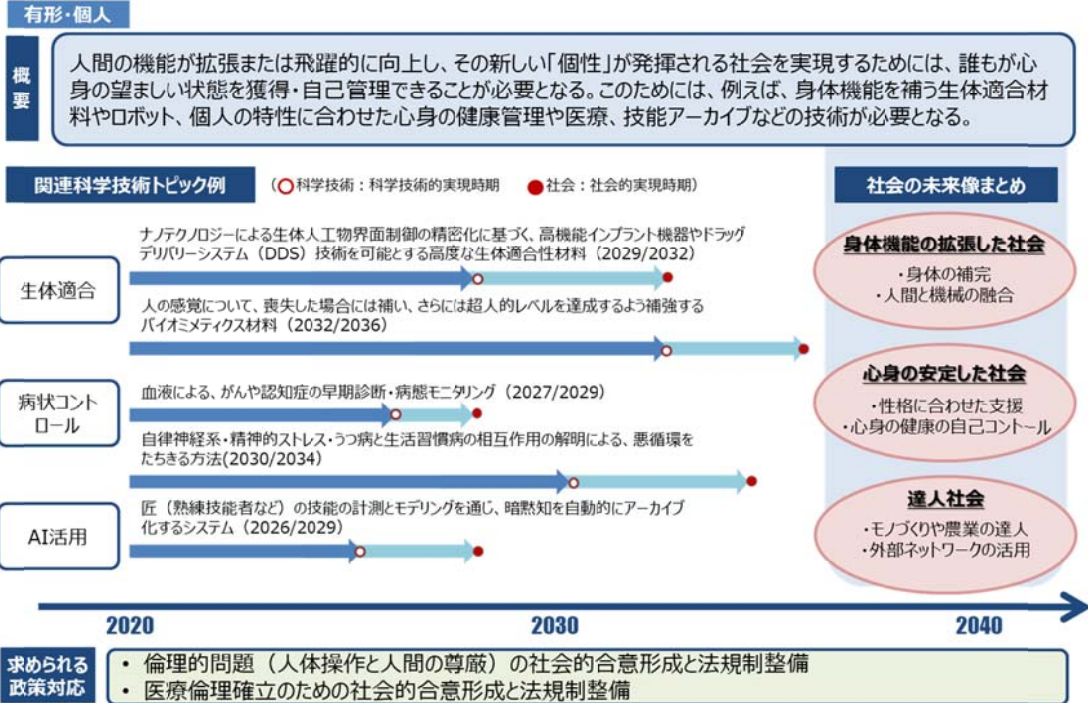 有形・個人
概要
人間の機能が拡張または飛躍的に向上し、その新しい「個性」が発揮される社会を実現するためには、誰もが心
身の望ましい状態を獲得・自己管理できることが必要となる。このためには、例えば、身体機能を補う生体適合材
料やロボット、個人の特性に合わせた心身の健康管理や医療、技能アーカイブなどの技術が必要となる。
関連科学技術トピック例
(○科学技術：科学技術的実現時期 ●社会：社会的実現時期)
社会の未来像まとめ
生体適合
ナノテクノロジーによる生体人工物界面制御の精密化に基づく、高機能インプラント機器やドラッグ
デリバリーシステム（DDS）技術を可能とする高度な生体適合性材料（2029/2032）
人の感覚について、喪失した場合には補い、さらには超人的レベルを達成するよう補強する
バイオミメティクス材料（2032/2036）
病状コント
ロール
血液による、がんや認知症の早期診断・病態モニタリング（2027/2029）
自律神経系・精神的ストレス・うつ病と生活習慣病の相互作用の解明による、悪循環を
たちきる方法(2030/2034)
AI活用
匠（熟練技能者など）の技能の計測とモデリングを通じ、暗黙知を自動的にアーカイブ
化するシステム（2026/2029）
身体機能の拡張した社会
・身体の補完
・人間と機械の融合
心身の安定した社会
・性格に合わせた支援
・心身の健康の自己コントール
達人社会
・モノづくりや農業の達人
・外部ネットワークの活用
2020 2030 2040
求められる
政策対応
• 倫理的問題（人体操作と人間の尊厳）の社会的合意形成と法規制整備
• 医療倫理確立のための社会的合意形成と法規制整備